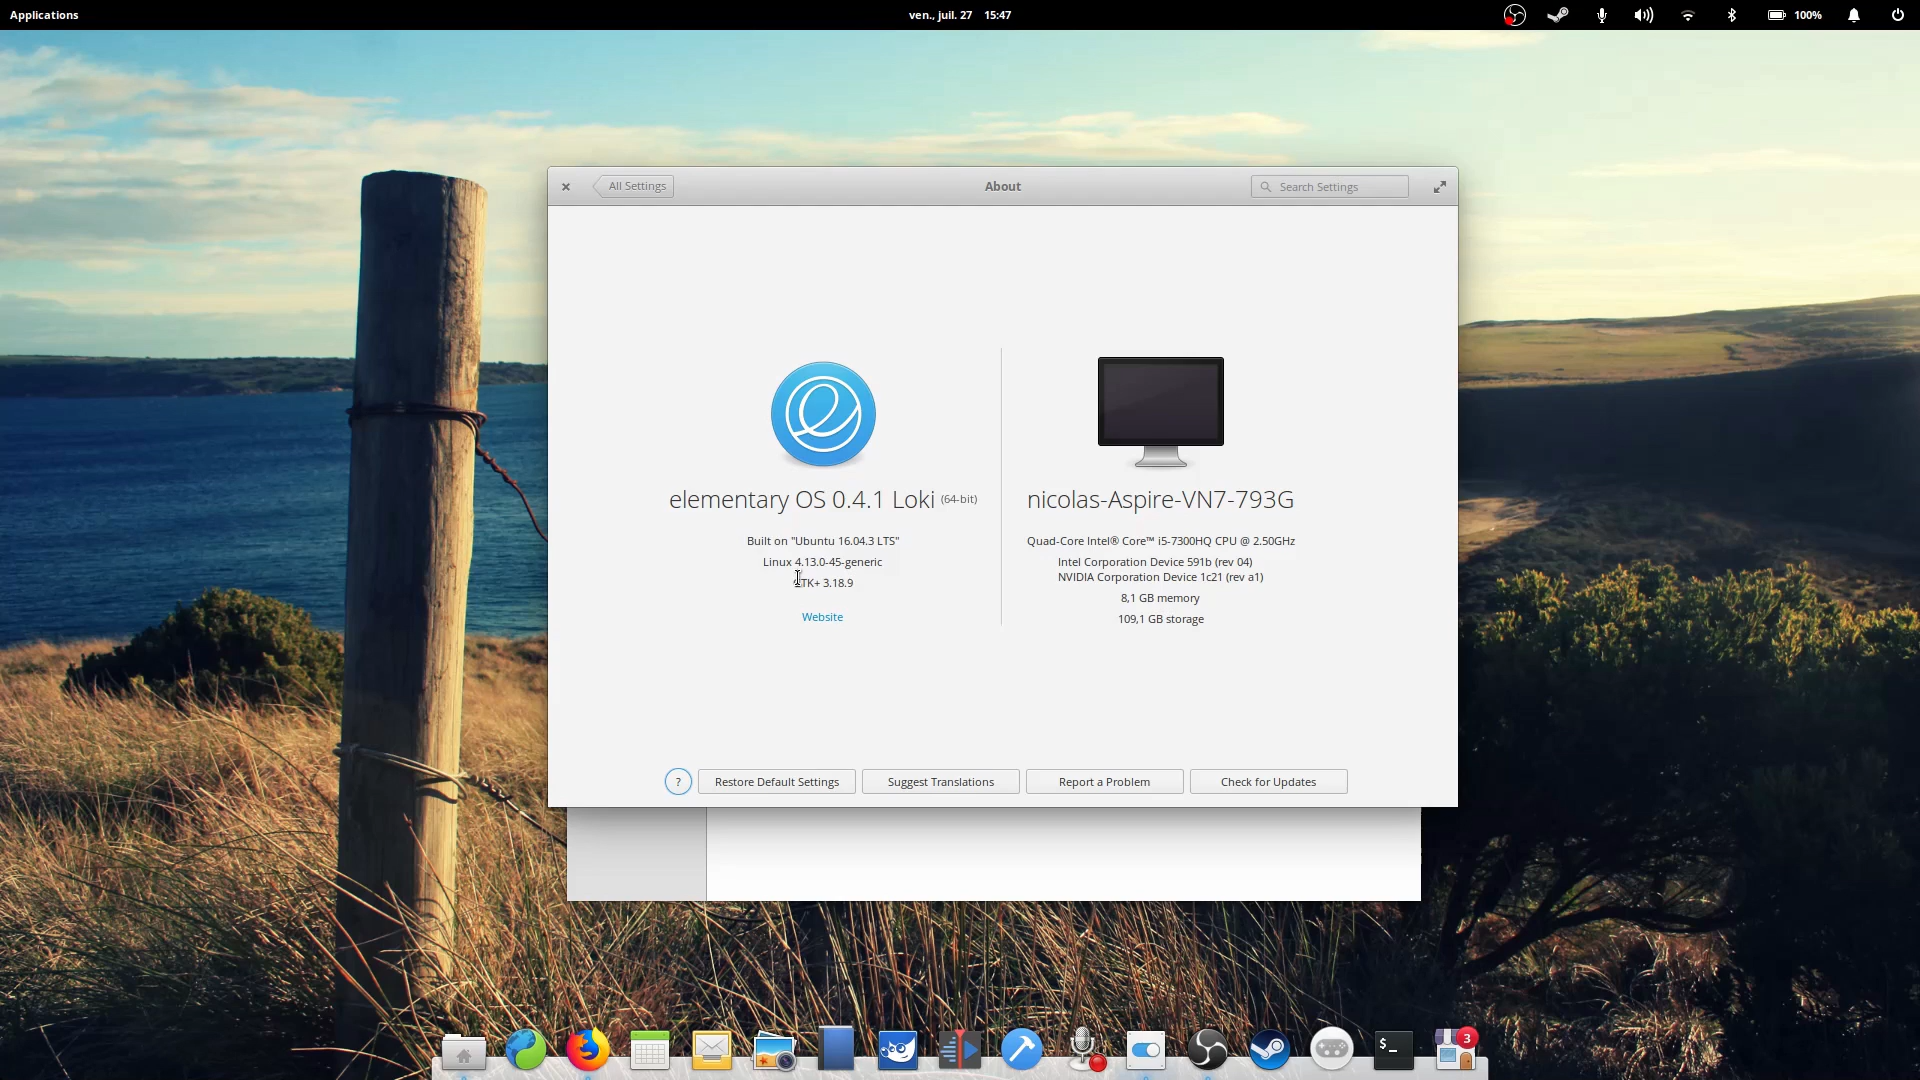 Applications
ven., juil. 27 15:47
100%
All Settings
About
Search Settings
elementary OS 0.4.1 Loki (64-bit)
Built on "Ubuntu 16.04.3 LTS"
Linux 4.13.0-45-generic
GTK+ 3.18.9
Website
nicolas-Aspire-VN7-793G
Quad-Core Intel® Core™ i5-7300HQ CPU @ 2.50GHz
Intel Corporation Device 591b (rev 04)
NVIDIA Corporation Device 1c21 (rev a1)
8,1 GB memory
109,1 GB storage
?
Restore Default Settings
Suggest Translations
Report a Problem
Check for Updates
$_
3